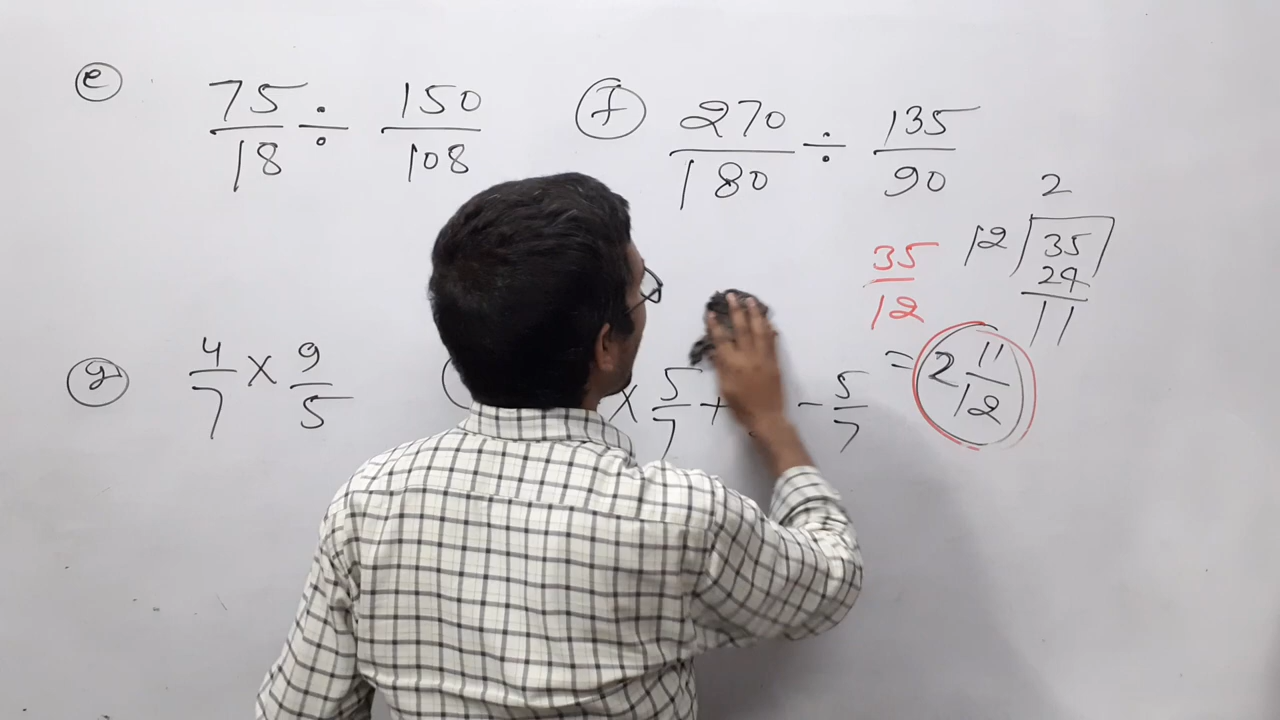 e 75/18 ÷ 150/108
f 270/180 ÷ 135/90
2
12 ) 35
24
11
35/12
= 2 11/12
g 4/7 × 9/5
× 5/7 + - 5/7